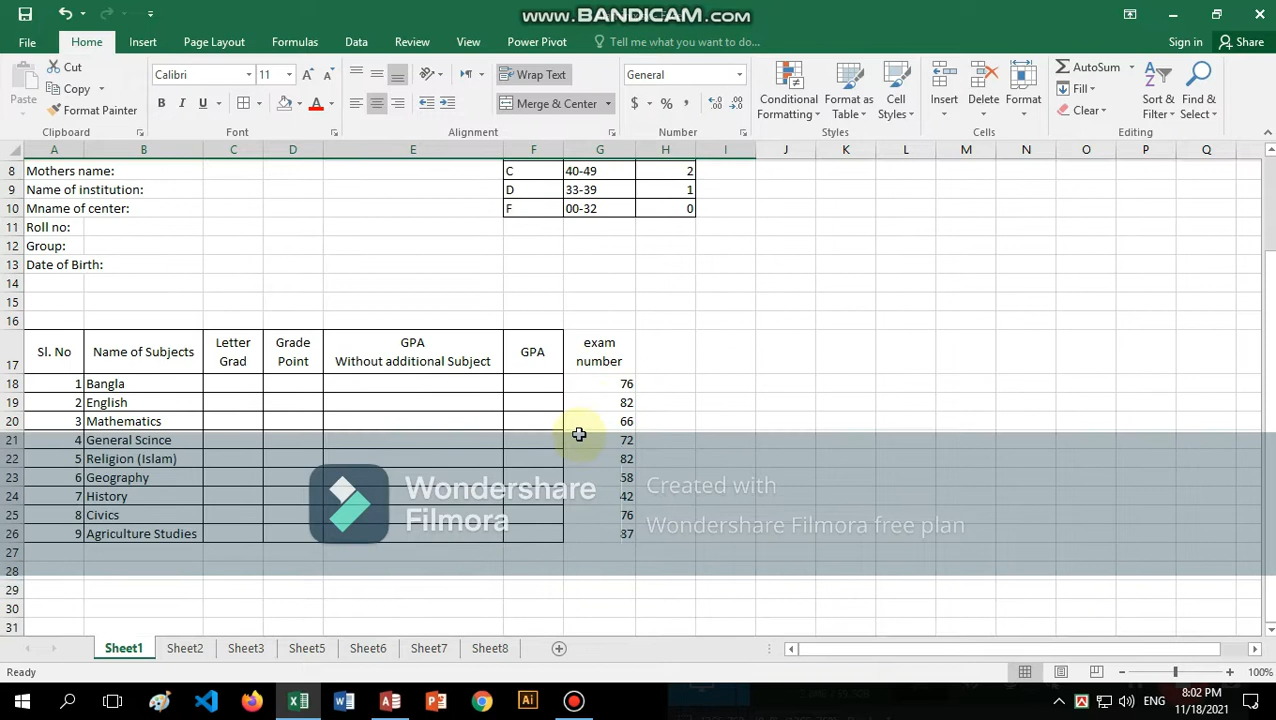 www.BANDICAM.com
File Home Insert Page Layout Formulas Data Review View Power Pivot Tell me what you want to do... Sign in Share
Paste Cut Copy Format Painter
Calibri 11
B I U A
Wrap Text
Merge & Center
General
$ % ,
Conditional Formatting
Format as Table
Cell Styles
Insert Delete Format
AutoSum
Fill
Clear
Sort & Filter
Find & Select
Clipboard Font Alignment Number Styles Cells Editing
A B C D E F G H I J K L M N O P Q
8 Mothers name: C 40-49 2
9 Name of institution: D 33-39 1
10 Mname of center: F 00-32 0
11 Roll no:
12 Group:
13 Date of Birth:
14
15
16
17 Sl. No Name of Subjects Letter Grad Grade Point GPA Without additional Subject GPA exam number
18 1 Bangla 76
19 2 English 82
20 3 Mathematics 66
21 4 General Scince 72
22 5 Religion (Islam) 82
23 6 Geography 58
24 7 History 42
25 8 Civics 76
26 9 Agriculture Studies 87
27
28
29
30
31
Wondershare Filmora
Created with
Wondershare Filmora free plan
Sheet1 Sheet2 Sheet3 Sheet5 Sheet6 Sheet7 Sheet8
Ready 100%
ENG 8:02 PM
11/18/2021